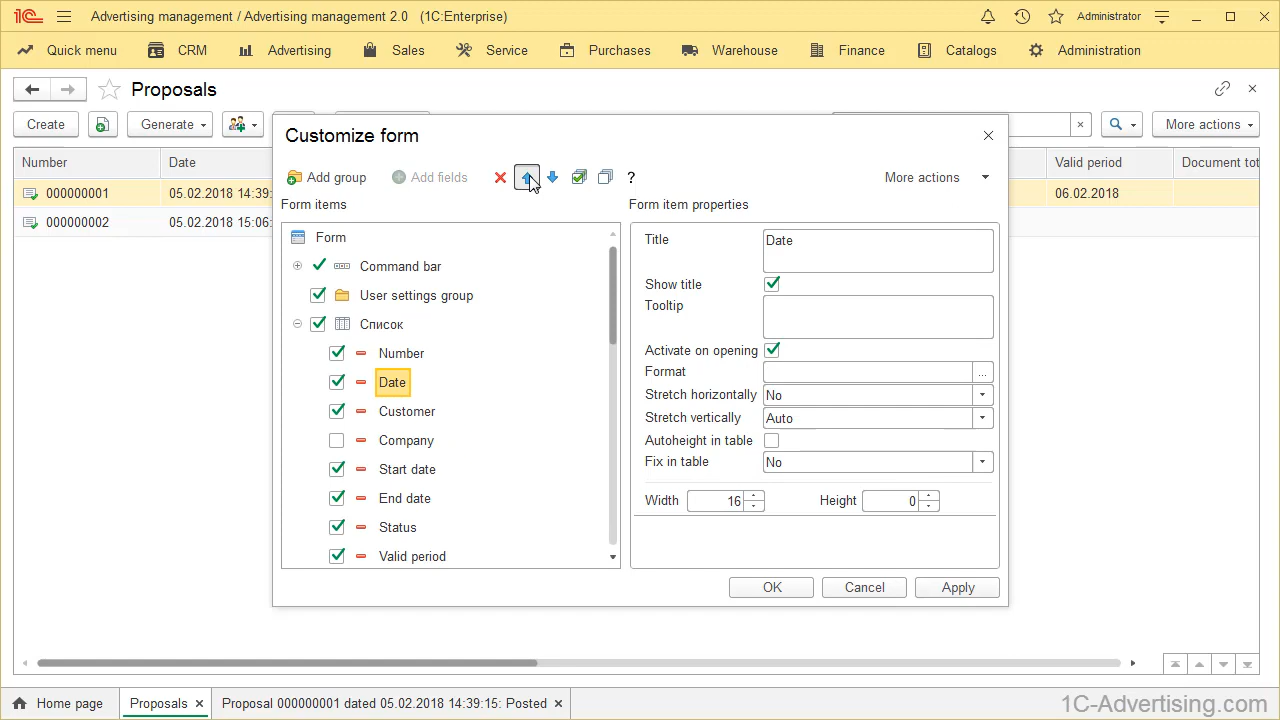 Advertising management / Advertising management 2.0 (1C:Enterprise)
Administrator
Quick menu
CRM
Advertising
Sales
Service
Purchases
Warehouse
Finance
Catalogs
Administration
Proposals
Create
Generate
More actions
Number
Date
Valid period
Document tot
000000001
05.02.2018 14:39:
06.02.2018
000000002
05.02.2018 15:06:
Customize form
Add group
Add fields
?
More actions
Form items
Form item properties
Form
Command bar
User settings group
Список
Number
Date
Customer
Company
Start date
End date
Status
Valid period
Title
Date
Show title
Tooltip
Activate on opening
Format
...
Stretch horizontally
No
Stretch vertically
Auto
Autoheight in table
Fix in table
No
Width
16
Height
0
OK
Cancel
Apply
Home page
Proposals
Proposal 000000001 dated 05.02.2018 14:39:15: Posted
1C-Advertising.com